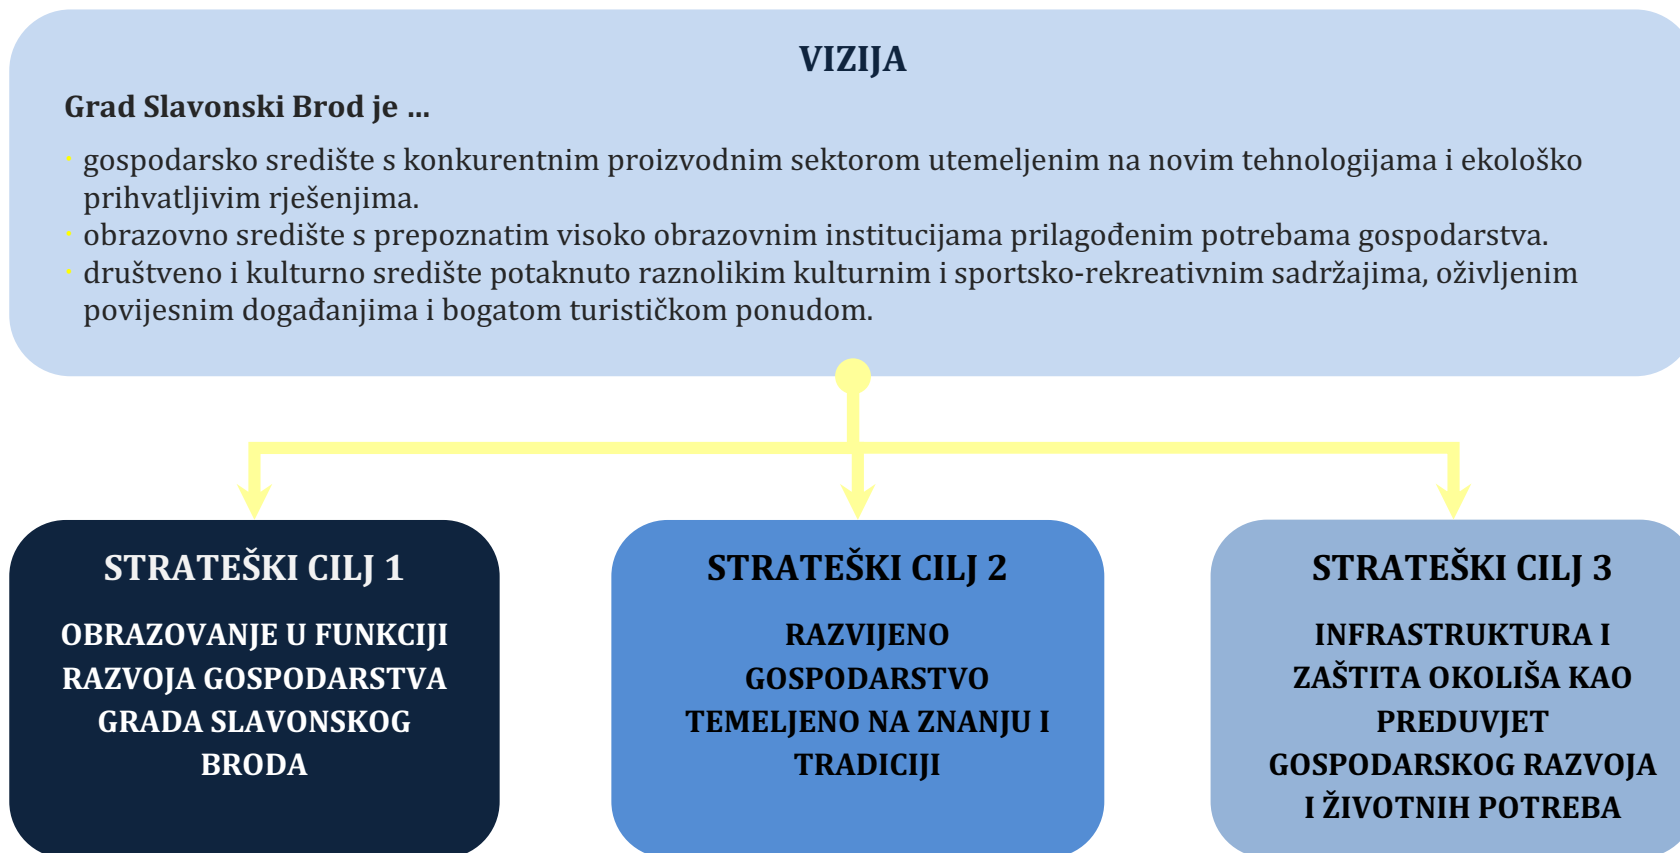 VIZIJA
Grad Slavonski Brod je ...
· gospodarsko središte s konkurentnim proizvodnim sektorom utemeljenim na novim tehnologijama i ekološko
prihvatljivim rješenjima.
· obrazovno središte s prepoznatim visoko obrazovnim institucijama prilagođenim potrebama gospodarstva.
· društveno i kulturno središte potaknuto raznolikim kulturnim i sportsko-rekreativnim sadržajima, oživljenim
povijesnim događanjima i bogatom turističkom ponudom.
STRATEŠKI CILJ 1
OBRAZOVANJE U FUNKCIJI
RAZVOJA GOSPODARSTVA
GRADA SLAVONSKOG
BRODA
STRATEŠKI CILJ 2
RAZVIJENO
GOSPODARSTVO
TEMELJENO NA ZNANJU I
TRADICIJI
STRATEŠKI CILJ 3
INFRASTRUKTURA I
ZAŠTITA OKOLIŠA KAO
PREDUVJET
GOSPODARSKOG RAZVOJA
I ŽIVOTNIH POTREBA